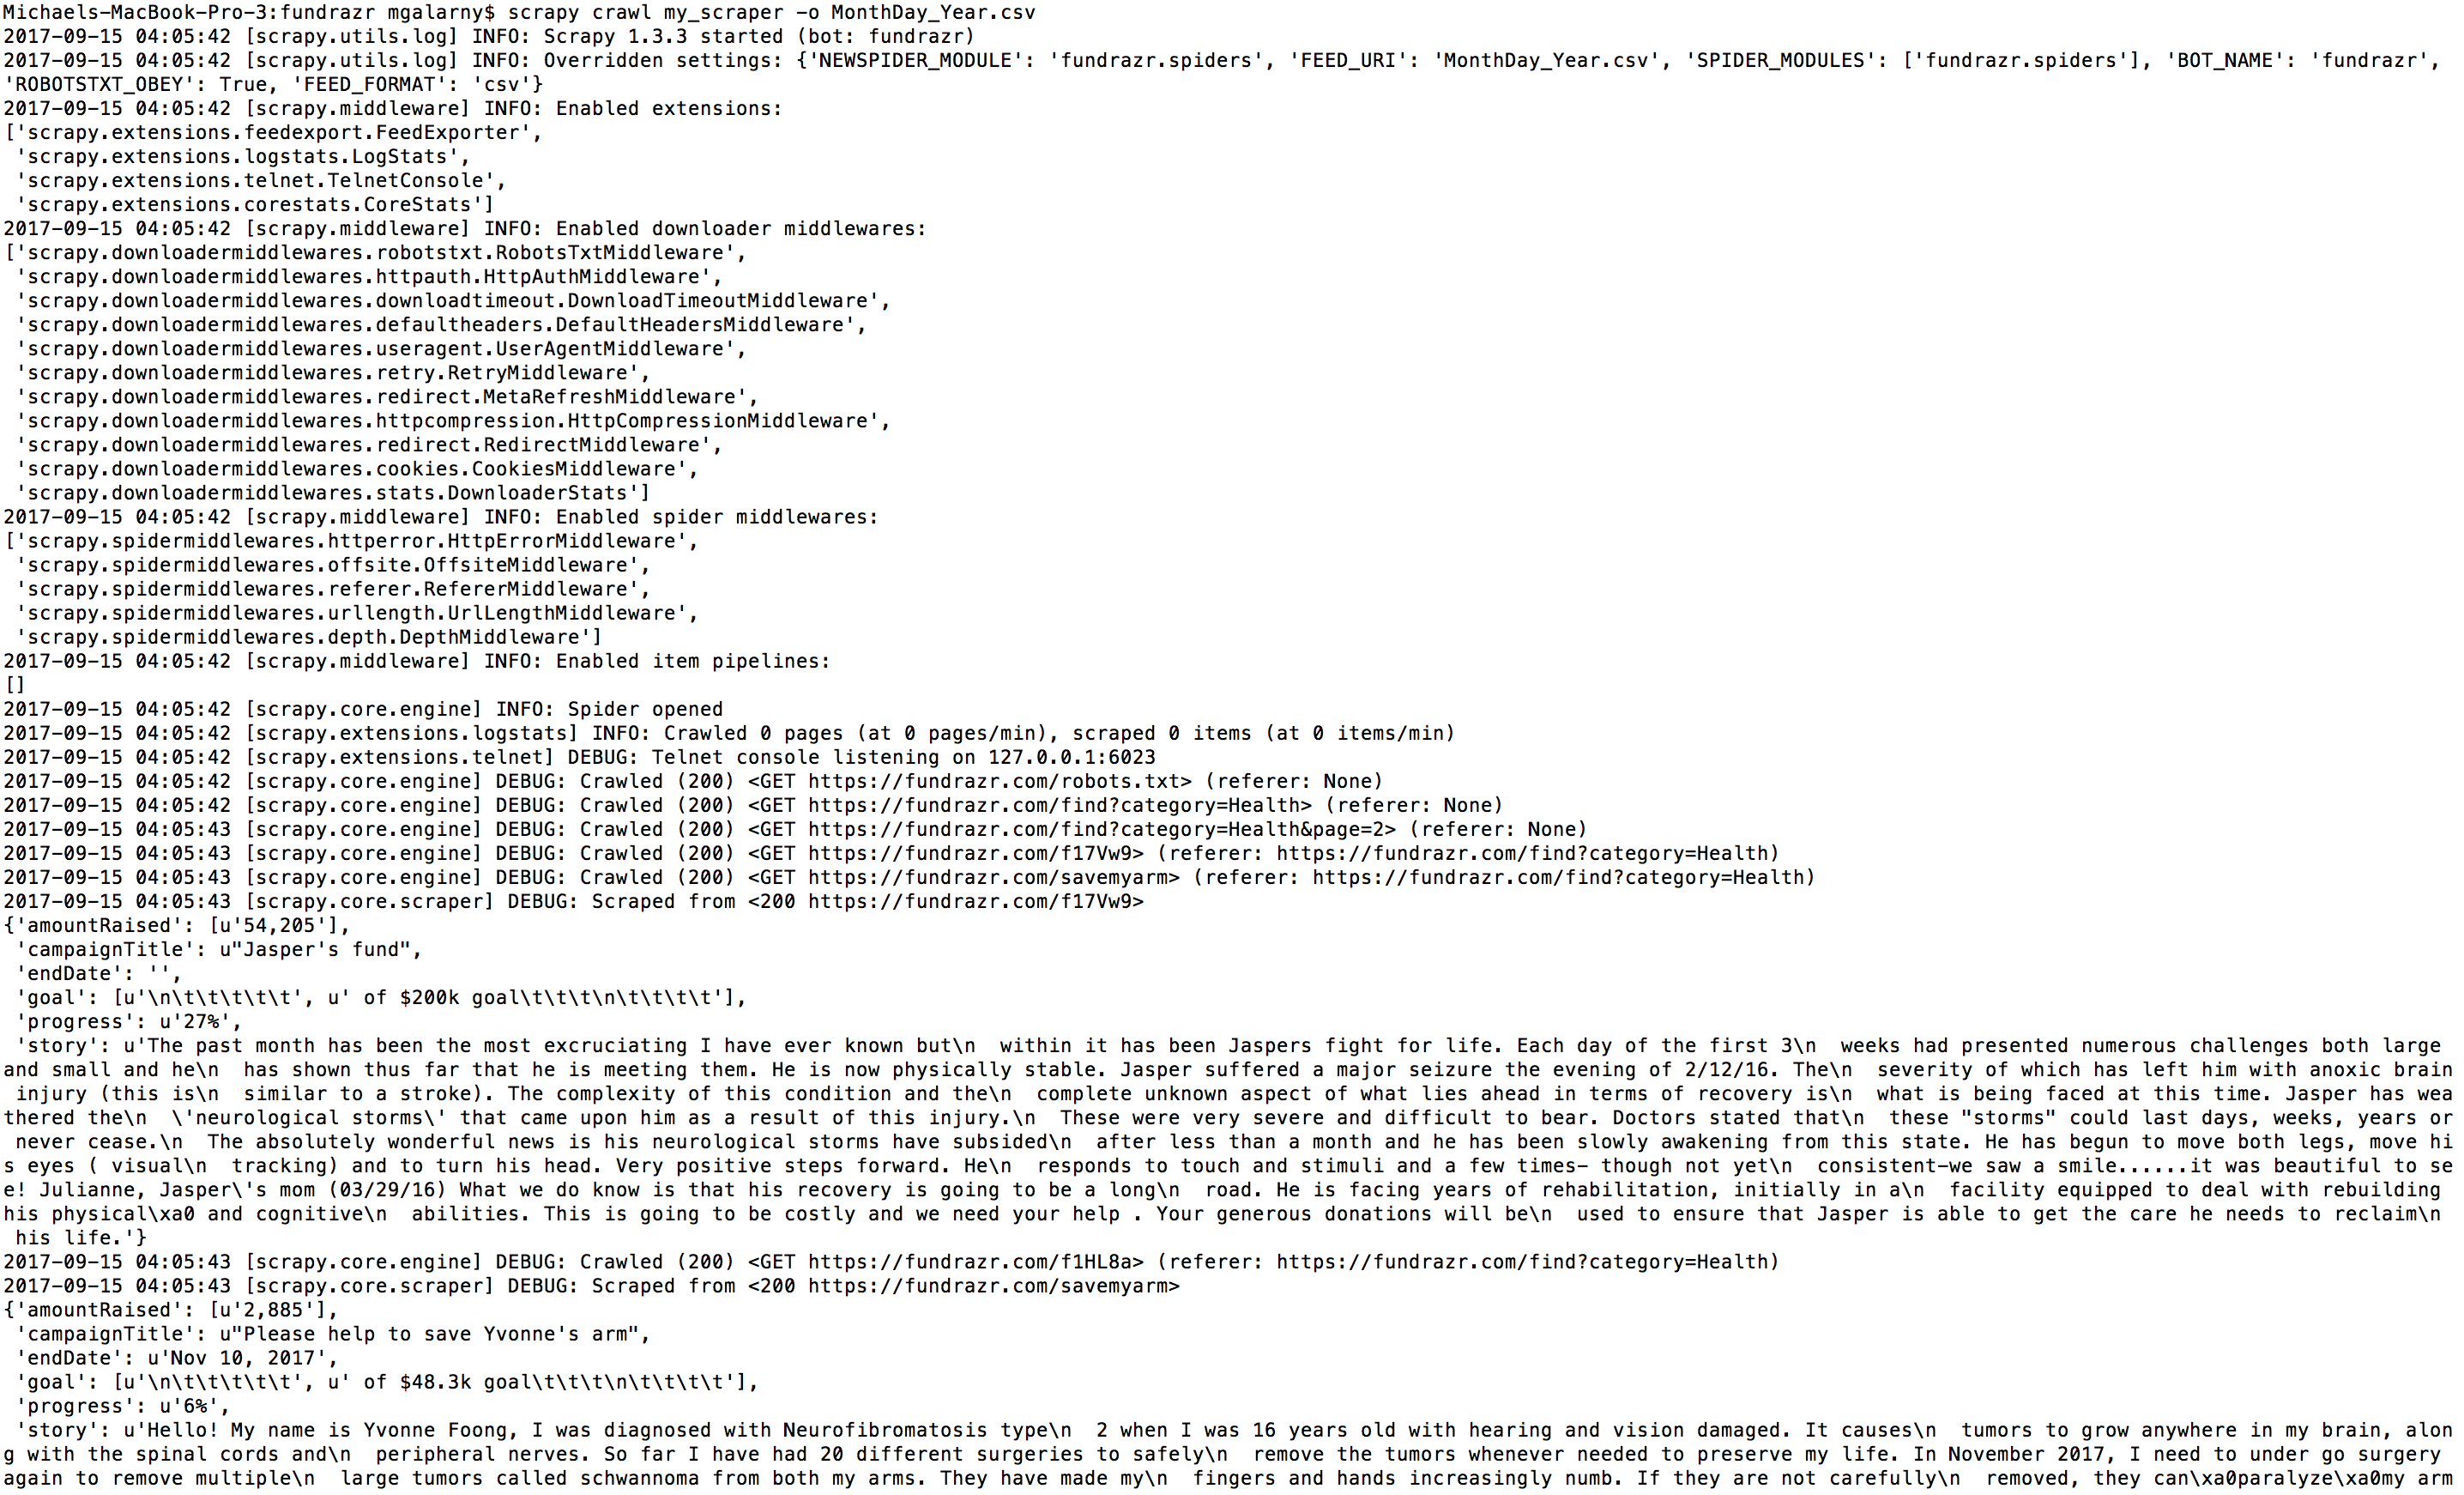 Michaels-MacBook-Pro-3:fundrazr mgalarny$ scrapy crawl my_scraper -o MonthDay_Year.csv
2017-09-15 04:05:42 [scrapy.utils.log] INFO: Scrapy 1.3.3 started (bot: fundrazr)
2017-09-15 04:05:42 [scrapy.utils.log] INFO: Overridden settings: {'NEWSPIDER_MODULE': 'fundrazr.spiders', 'FEED_URI': 'MonthDay_Year.csv', 'SPIDER_MODULES': ['fundrazr.spiders'], 'BOT_NAME': 'fundrazr',
'ROBOTSTXT_OBEY': True, 'FEED_FORMAT': 'csv'}
2017-09-15 04:05:42 [scrapy.middleware] INFO: Enabled extensions:
['scrapy.extensions.feedexport.FeedExporter',
 'scrapy.extensions.logstats.LogStats',
 'scrapy.extensions.telnet.TelnetConsole',
 'scrapy.extensions.corestats.CoreStats']
2017-09-15 04:05:42 [scrapy.middleware] INFO: Enabled downloader middlewares:
['scrapy.downloadermiddlewares.robotstxt.RobotsTxtMiddleware',
 'scrapy.downloadermiddlewares.httpauth.HttpAuthMiddleware',
 'scrapy.downloadermiddlewares.downloadtimeout.DownloadTimeoutMiddleware',
 'scrapy.downloadermiddlewares.defaultheaders.DefaultHeadersMiddleware',
 'scrapy.downloadermiddlewares.useragent.UserAgentMiddleware',
 'scrapy.downloadermiddlewares.retry.RetryMiddleware',
 'scrapy.downloadermiddlewares.redirect.MetaRefreshMiddleware',
 'scrapy.downloadermiddlewares.httpcompression.HttpCompressionMiddleware',
 'scrapy.downloadermiddlewares.redirect.RedirectMiddleware',
 'scrapy.downloadermiddlewares.cookies.CookiesMiddleware',
 'scrapy.downloadermiddlewares.stats.DownloaderStats']
2017-09-15 04:05:42 [scrapy.middleware] INFO: Enabled spider middlewares:
['scrapy.spidermiddlewares.httperror.HttpErrorMiddleware',
 'scrapy.spidermiddlewares.offsite.OffsiteMiddleware',
 'scrapy.spidermiddlewares.referer.RefererMiddleware',
 'scrapy.spidermiddlewares.urllength.UrlLengthMiddleware',
 'scrapy.spidermiddlewares.depth.DepthMiddleware']
2017-09-15 04:05:42 [scrapy.middleware] INFO: Enabled item pipelines:
[]
2017-09-15 04:05:42 [scrapy.core.engine] INFO: Spider opened
2017-09-15 04:05:42 [scrapy.extensions.logstats] INFO: Crawled 0 pages (at 0 pages/min), scraped 0 items (at 0 items/min)
2017-09-15 04:05:42 [scrapy.extensions.telnet] DEBUG: Telnet console listening on 127.0.0.1:6023
2017-09-15 04:05:42 [scrapy.core.engine] DEBUG: Crawled (200) <GET https://fundrazr.com/robots.txt> (referer: None)
2017-09-15 04:05:42 [scrapy.core.engine] DEBUG: Crawled (200) <GET https://fundrazr.com/find?category=Health> (referer: None)
2017-09-15 04:05:43 [scrapy.core.engine] DEBUG: Crawled (200) <GET https://fundrazr.com/find?category=Health&page=2> (referer: None)
2017-09-15 04:05:43 [scrapy.core.engine] DEBUG: Crawled (200) <GET https://fundrazr.com/f17Vw9> (referer: https://fundrazr.com/find?category=Health)
2017-09-15 04:05:43 [scrapy.core.engine] DEBUG: Crawled (200) <GET https://fundrazr.com/savemyarm> (referer: https://fundrazr.com/find?category=Health)
2017-09-15 04:05:43 [scrapy.core.scraper] DEBUG: Scraped from <200 https://fundrazr.com/f17Vw9>
{'amountRaised': [u'54,205'],
 'campaignTitle': u"Jasper's fund",
 'endDate': '',
 'goal': [u'\n\t\t\t\t\t', u' of $200k goal\t\t\t\n\t\t\t\t'],
 'progress': u'27%',
 'story': u'The past month has been the most excruciating I have ever known but\n  within it has been Jaspers fight for life. Each day of the first 3\n  weeks had presented numerous challenges both large
and small and he\n  has shown thus far that he is meeting them. He is now physically stable. Jasper suffered a major seizure the evening of 2/12/16. The\n  severity of which has left him with anoxic brain
 injury (this is\n  similar to a stroke). The complexity of this condition and the\n  complete unknown aspect of what lies ahead in terms of recovery is\n  what is being faced at this time. Jasper has wea
thered the\n  \'neurological storms\' that came upon him as a result of this injury.\n  These were very severe and difficult to bear. Doctors stated that\n  these "storms" could last days, weeks, years or
 never cease.\n  The absolutely wonderful news is his neurological storms have subsided\n  after less than a month and he has been slowly awakening from this state. He has begun to move both legs, move hi
s eyes ( visual\n  tracking) and to turn his head. Very positive steps forward. He\n  responds to touch and stimuli and a few times- though not yet\n  consistent-we saw a smile......it was beautiful to se
e! Julianne, Jasper\'s mom (03/29/16) What we do know is that his recovery is going to be a long\n  road. He is facing years of rehabilitation, initially in a\n  facility equipped to deal with rebuilding
his physical\xa0 and cognitive\n  abilities. This is going to be costly and we need your help . Your generous donations will be\n  used to ensure that Jasper is able to get the care he needs to reclaim\n
 his life.'}
2017-09-15 04:05:43 [scrapy.core.engine] DEBUG: Crawled (200) <GET https://fundrazr.com/f1HL8a> (referer: https://fundrazr.com/find?category=Health)
2017-09-15 04:05:43 [scrapy.core.scraper] DEBUG: Scraped from <200 https://fundrazr.com/savemyarm>
{'amountRaised': [u'2,885'],
 'campaignTitle': u"Please help to save Yvonne's arm",
 'endDate': u'Nov 10, 2017',
 'goal': [u'\n\t\t\t\t\t', u' of $48.3k goal\t\t\t\n\t\t\t\t'],
 'progress': u'6%',
 'story': u'Hello! My name is Yvonne Foong, I was diagnosed with Neurofibromatosis type\n  2 when I was 16 years old with hearing and vision damaged. It causes\n  tumors to grow anywhere in my brain, alon
g with the spinal cords and\n  peripheral nerves. So far I have had 20 different surgeries to safely\n  remove the tumors whenever needed to preserve my life. In November 2017, I need to under go surgery
again to remove multiple\n  large tumors called schwannoma from both my arms. They have made my\n  fingers and hands increasingly numb. If they are not carefully\n  removed, they can\xa0paralyze\xa0my arm